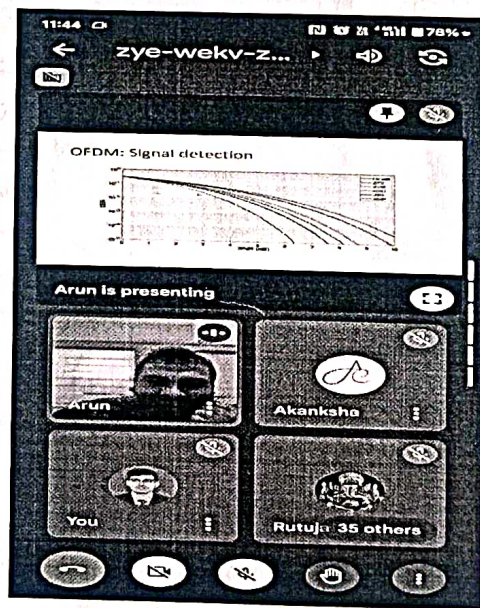 11:44
78%
zye-wekv-z...
OFDM: Signal detection
Arun is presenting
Arun
Akanksha
You
Rutuja 35 others